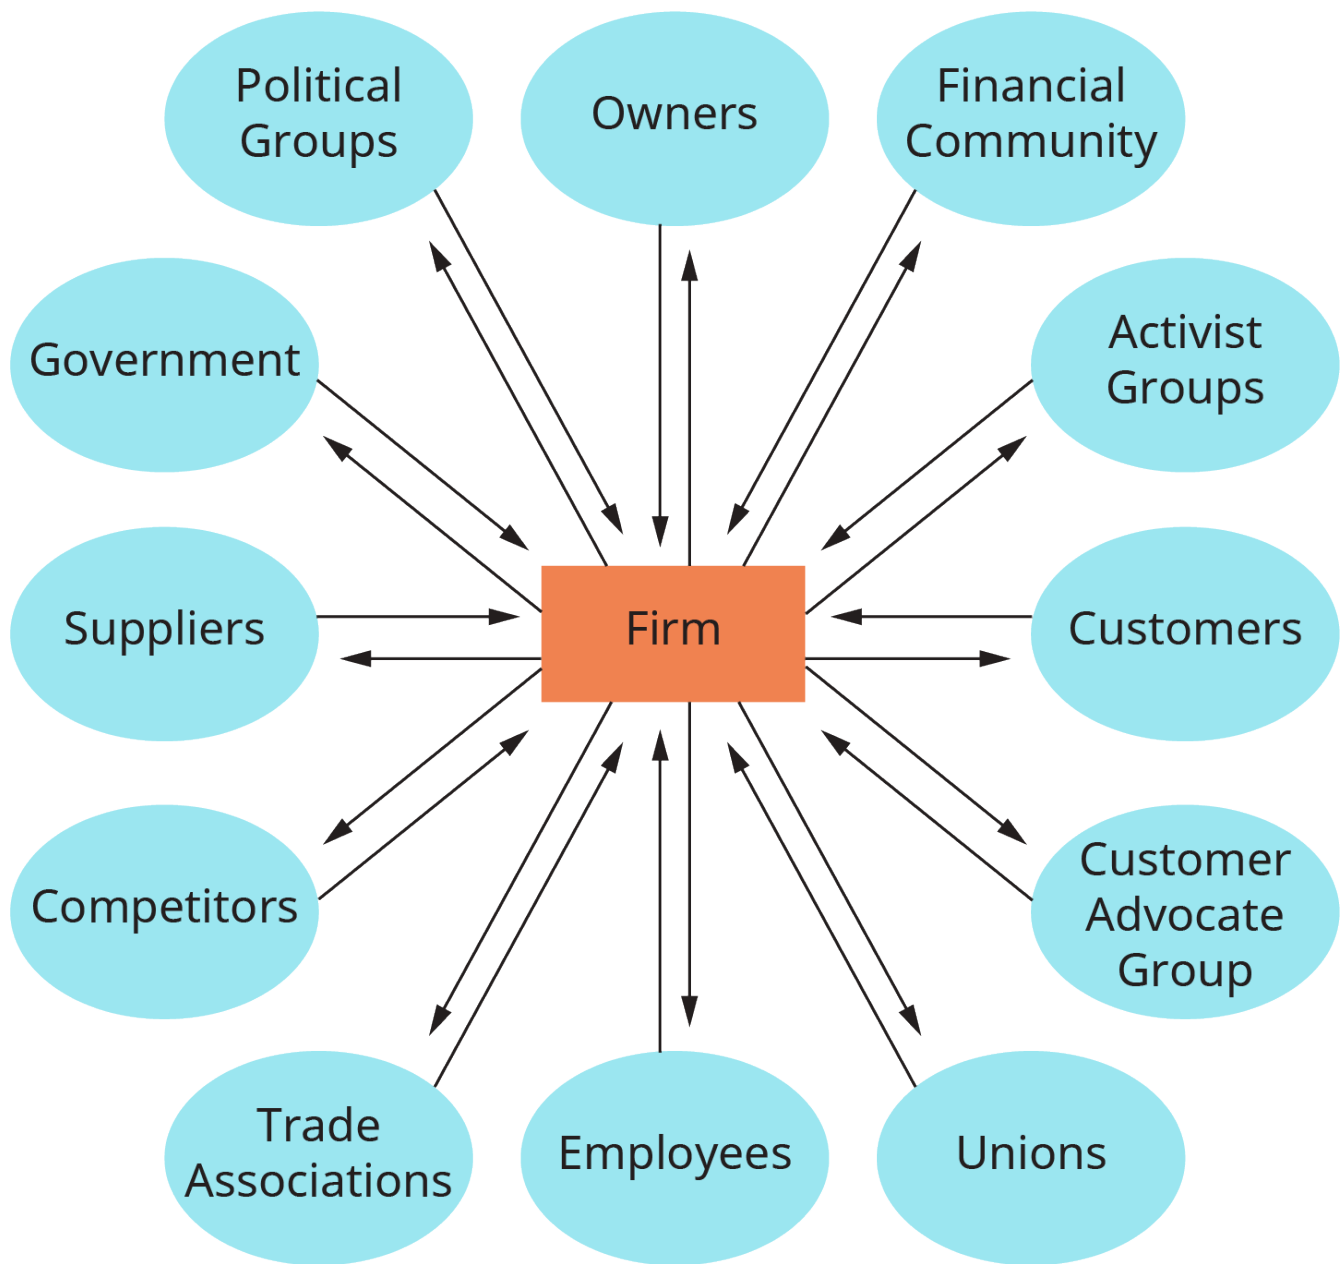 Political
Groups
Owners
Financial
Community
Government
Activist
Groups
Suppliers
Firm
Customers
Competitors
Customer
Advocate
Group
Trade
Associations
Employees
Unions